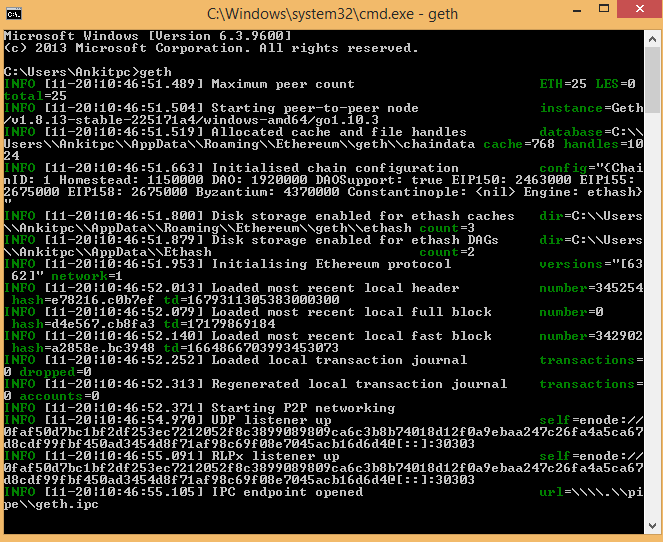 C:\Windows\system32\cmd.exe - geth
Microsoft Windows [Version 6.3.9600]
(c) 2013 Microsoft Corporation. All rights reserved.
C:\Users\Ankitpc>geth
INFO [11-20|10:46:51.489] Maximum peer count ETH=25 LES=0
total=25
INFO [11-20|10:46:51.504] Starting peer-to-peer node instance=Geth
/v1.8.13-stable-225171a4/windows-amd64/go1.10.3
INFO [11-20|10:46:51.519] Allocated cache and file handles database=C:\\
Users\\Ankitpc\\AppData\\Roaming\\Ethereum\\geth\\chaindata cache=768 handles=10
24
INFO [11-20|10:46:51.663] Initialised chain configuration config="{Chai
nID: 1 Homestead: 1150000 DAO: 1920000 DAOSupport: true EIP150: 2463000 EIP155:
2675000 EIP158: 2675000 Byzantium: 4370000 Constantinople: <nil> Engine: ethash}
"
INFO [11-20|10:46:51.800] Disk storage enabled for ethash caches dir=C:\\Users
\\Ankitpc\\AppData\\Roaming\\Ethereum\\geth\\ethash count=3
INFO [11-20|10:46:51.879] Disk storage enabled for ethash DAGs dir=C:\\Users
\\Ankitpc\\AppData\\Ethash count=2
INFO [11-20|10:46:51.953] Initialising Ethereum protocol versions="[63
62]" network=1
INFO [11-20|10:46:52.013] Loaded most recent local header number=345254
hash=e78216.c0b7ef td=1679311305383000300
INFO [11-20|10:46:52.079] Loaded most recent local full block number=0
hash=d4e567.cb8fa3 td=17179869184
INFO [11-20|10:46:52.140] Loaded most recent local fast block number=342902
hash=a2858e.bc3948 td=1664866703993453073
INFO [11-20|10:46:52.252] Loaded local transaction journal transactions=
0 dropped=0
INFO [11-20|10:46:52.313] Regenerated local transaction journal transactions=
0 accounts=0
INFO [11-20|10:46:52.371] Starting P2P networking
INFO [11-20|10:46:54.970] UDP listener up self=enode://
0faf50d7bc1bf2df253ec7212052f8c3899089809ca6c3b8b74018d12f0a9ebaa247c26fa4a5ca67
d8cdf99fbf450ad3454d8f71af98c69f08e7045acb16d6d4@[::]:30303
INFO [11-20|10:46:55.091] RLPx listener up self=enode://
0faf50d7bc1bf2df253ec7212052f8c3899089809ca6c3b8b74018d12f0a9ebaa247c26fa4a5ca67
d8cdf99fbf450ad3454d8f71af98c69f08e7045acb16d6d4@[::]:30303
INFO [11-20|10:46:55.105] IPC endpoint opened url=\\\\.\\pi
pe\\geth.ipc